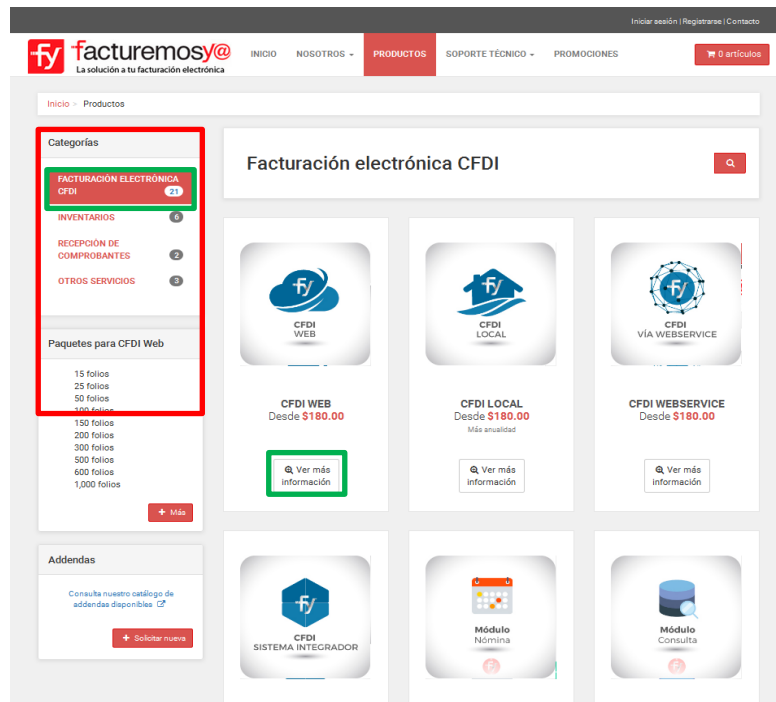 Iniciar sesión | Registrarse | Contacto
fy facturemosy@
La solución a tu facturación electrónica
INICIO NOSOTROS PRODUCTOS SOPORTE TÉCNICO PROMOCIONES
0 artículos
Inicio > Productos
Categorías
FACTURACIÓN ELECTRÓNICA
CFDI 21
INVENTARIOS 6
RECEPCIÓN DE
COMPROBANTES 2
OTROS SERVICIOS 3
Paquetes para CFDI Web
15 folios
25 folios
50 folios
100 folios
150 folios
200 folios
300 folios
500 folios
600 folios
1,000 folios
+ Más
Addendas
Consulta nuestro catálogo de
addendas disponibles
+ Solicitar nueva
Facturación electrónica CFDI
fy
CFDI
WEB
CFDI WEB
Desde $180.00
Ver más
información
fy
CFDI
LOCAL
CFDI LOCAL
Desde $180.00
Más anualidad
Ver más
información
fy
CFDI
VÍA WEBSERVICE
CFDI WEBSERVICE
Desde $180.00
Ver más
información
fy
CFDI
SISTEMA INTEGRADOR
Módulo
Nómina
fy
Módulo
Consulta
fy